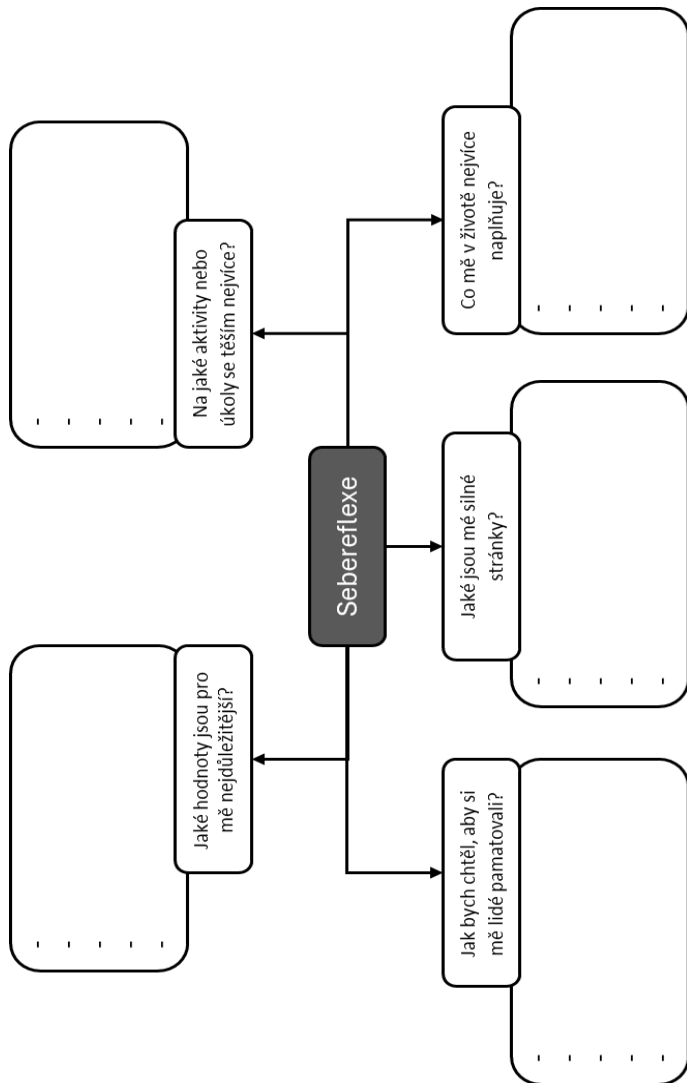 Jaké hodnoty jsou pro
mě nejdůležitější?
-
-
-
-
-
Na jaké aktivity nebo
úkoly se těším nejvíce?
-
-
-
-
-
Sebereflexe
Jak bych chtěl, aby si
mě lidé pamatovali?
-
-
-
-
-
Jaké jsou mé silné
stránky?
-
-
-
-
-
Co mě v životě nejvíce
naplňuje?
-
-
-
-
-